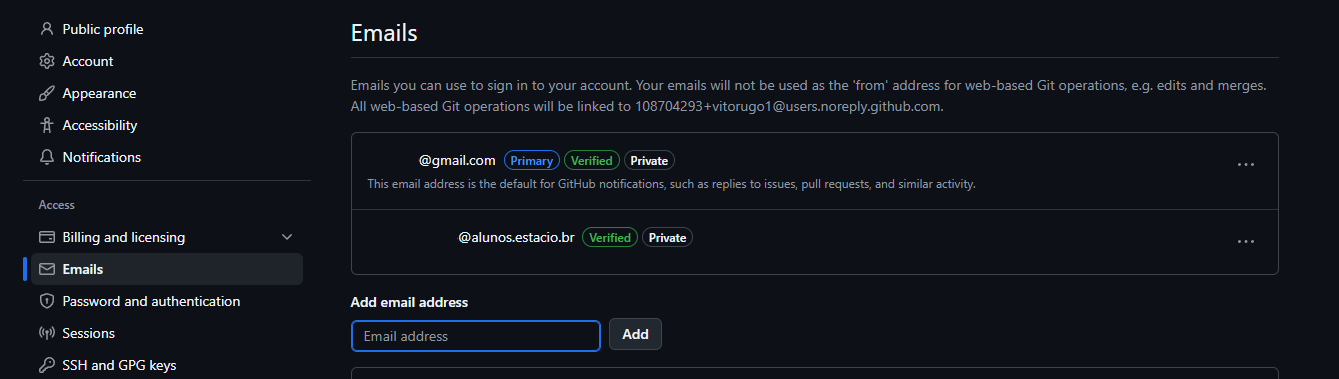 Public profile
Account
Appearance
Accessibility
Notifications
Access
Billing and licensing
Emails
Password and authentication
Sessions
SSH and GPG keys
Emails
Emails you can use to sign in to your account. Your emails will not be used as the 'from' address for web-based Git operations, e.g. edits and merges.
All web-based Git operations will be linked to 108704293+vitorugo1@users.noreply.github.com.
@gmail.com Primary Verified Private
This email address is the default for GitHub notifications, such as replies to issues, pull requests, and similar activity.
@alunos.estacio.br Verified Private
Add email address
Email address Add